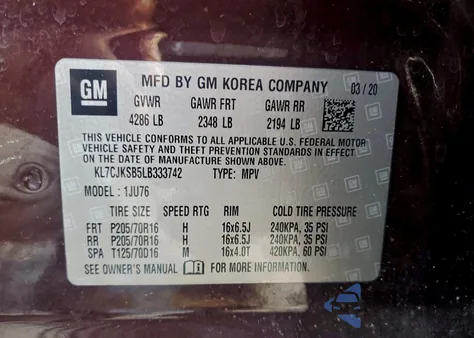 GM MFD BY GM KOREA COMPANY 03/20
GVWR GAWR FRT GAWR RR
4286 LB 2348 LB 2194 LB
THIS VEHICLE CONFORMS TO ALL APPLICABLE U.S. FEDERAL MOTOR
VEHICLE SAFETY AND THEFT PREVENTION STANDARDS IN EFFECT
ON THE DATE OF MANUFACTURE SHOWN ABOVE.
KL7CJKSB5LB333742 TYPE: MPV
MODEL: 1JU76
TIRE SIZE SPEED RTG RIM COLD TIRE PRESSURE
FRT P205/70R16 H 16x6.5J 240KPA, 35 PSI
RR P205/70R16 H 16x6.5J 240KPA, 35 PSI
SPA T125/70D16 M 16x4.0T 420KPA, 60 PSI
SEE OWNER'S MANUAL FOR MORE INFORMATION